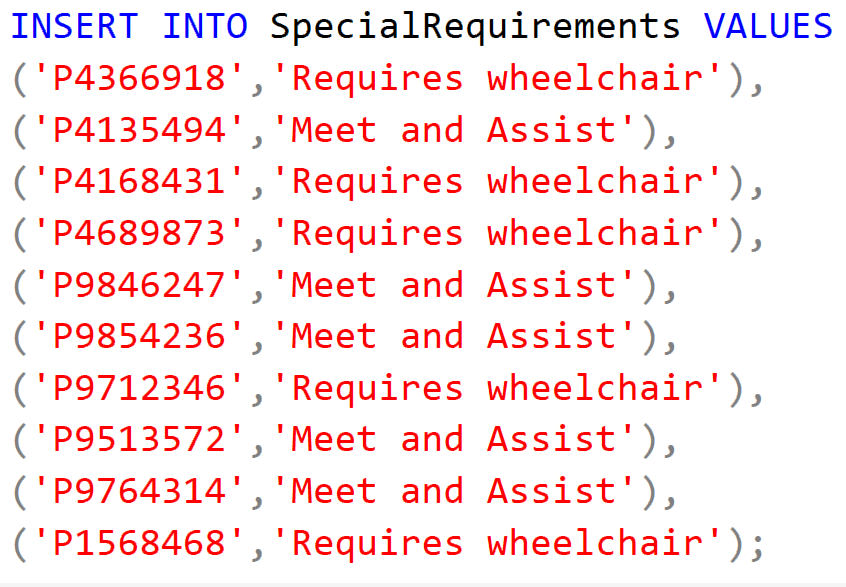 INSERT INTO SpecialRequirements VALUES
('P4366918','Requires wheelchair'),
('P4135494','Meet and Assist'),
('P4168431','Requires wheelchair'),
('P4689873','Requires wheelchair'),
('P9846247','Meet and Assist'),
('P9854236','Meet and Assist'),
('P9712346','Requires wheelchair'),
('P9513572','Meet and Assist'),
('P9764314','Meet and Assist'),
('P1568468','Requires wheelchair');